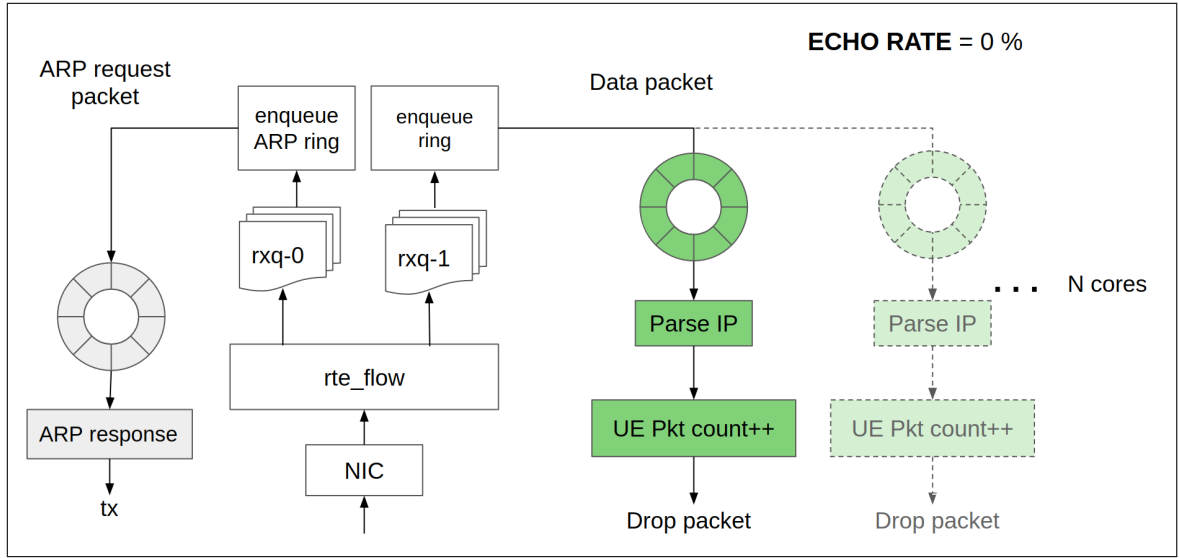 ECHO RATE = 0 %
ARP request
packet
enqueue
ARP ring
enqueue
ring
Data packet
rxq-0
rxq-1
. . .
N cores
Parse IP
Parse IP
rte_flow
ARP response
UE Pkt count++
UE Pkt count++
NIC
tx
Drop packet
Drop packet